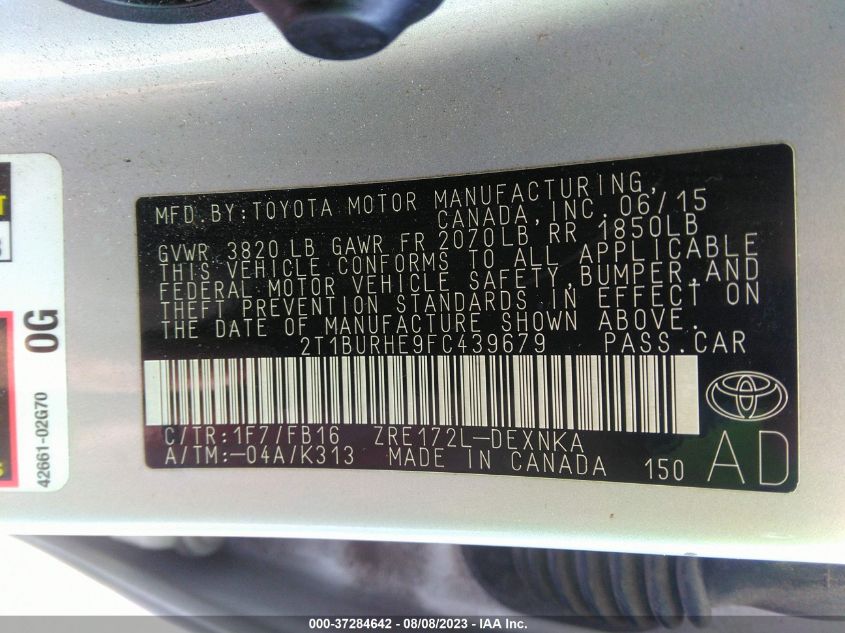 MFD.BY:TOYOTA MOTOR MANUFACTURING,
CANADA,INC. 06/15
GVWR 3820 LB GAWR FR 2070LB RR 1850LB
THIS VEHICLE CONFORMS TO ALL APPLICABLE
FEDERAL MOTOR VEHICLE SAFETY,BUMPER,AND
THEFT PREVENTION STANDARDS IN EFFECT ON
THE DATE OF MANUFACTURE SHOWN ABOVE.
2T1BURHE9FC439679 PASS.CAR
C/TR:1F7/FB16 ZRE172L-DEXNKA
A/TM:-04A/K313 MADE IN CANADA 150
AD
0G
42661-02G70
000-37284642 - 08/08/2023 - IAA Inc.